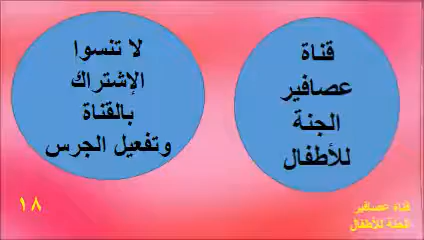 قناة
عصافير
الجنة
للأطفال
لا تنسوا
الإشتراك
بالقناة
وتفعيل الجرس
١٨
قناة عصافير
الجنة للأطفال